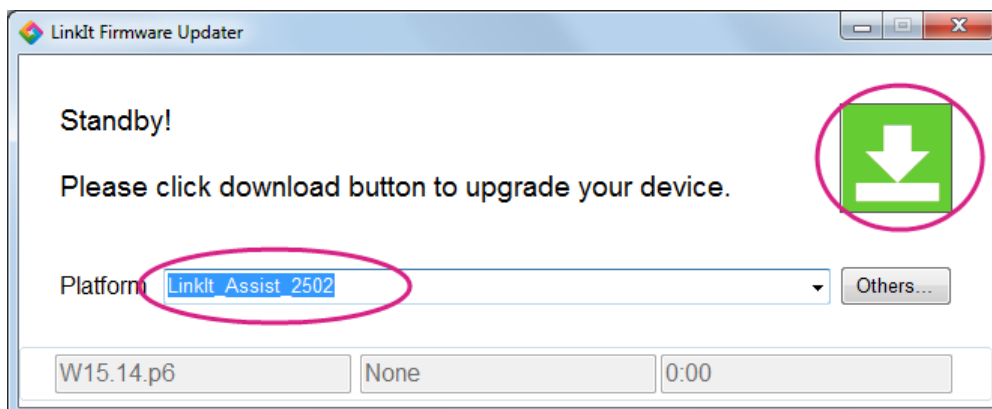 LinkIt Firmware Updater
Standby!
Please click download button to upgrade your device.
Platform LinkIt_Assist_2502 Others...
W15.14.p6 None 0:00